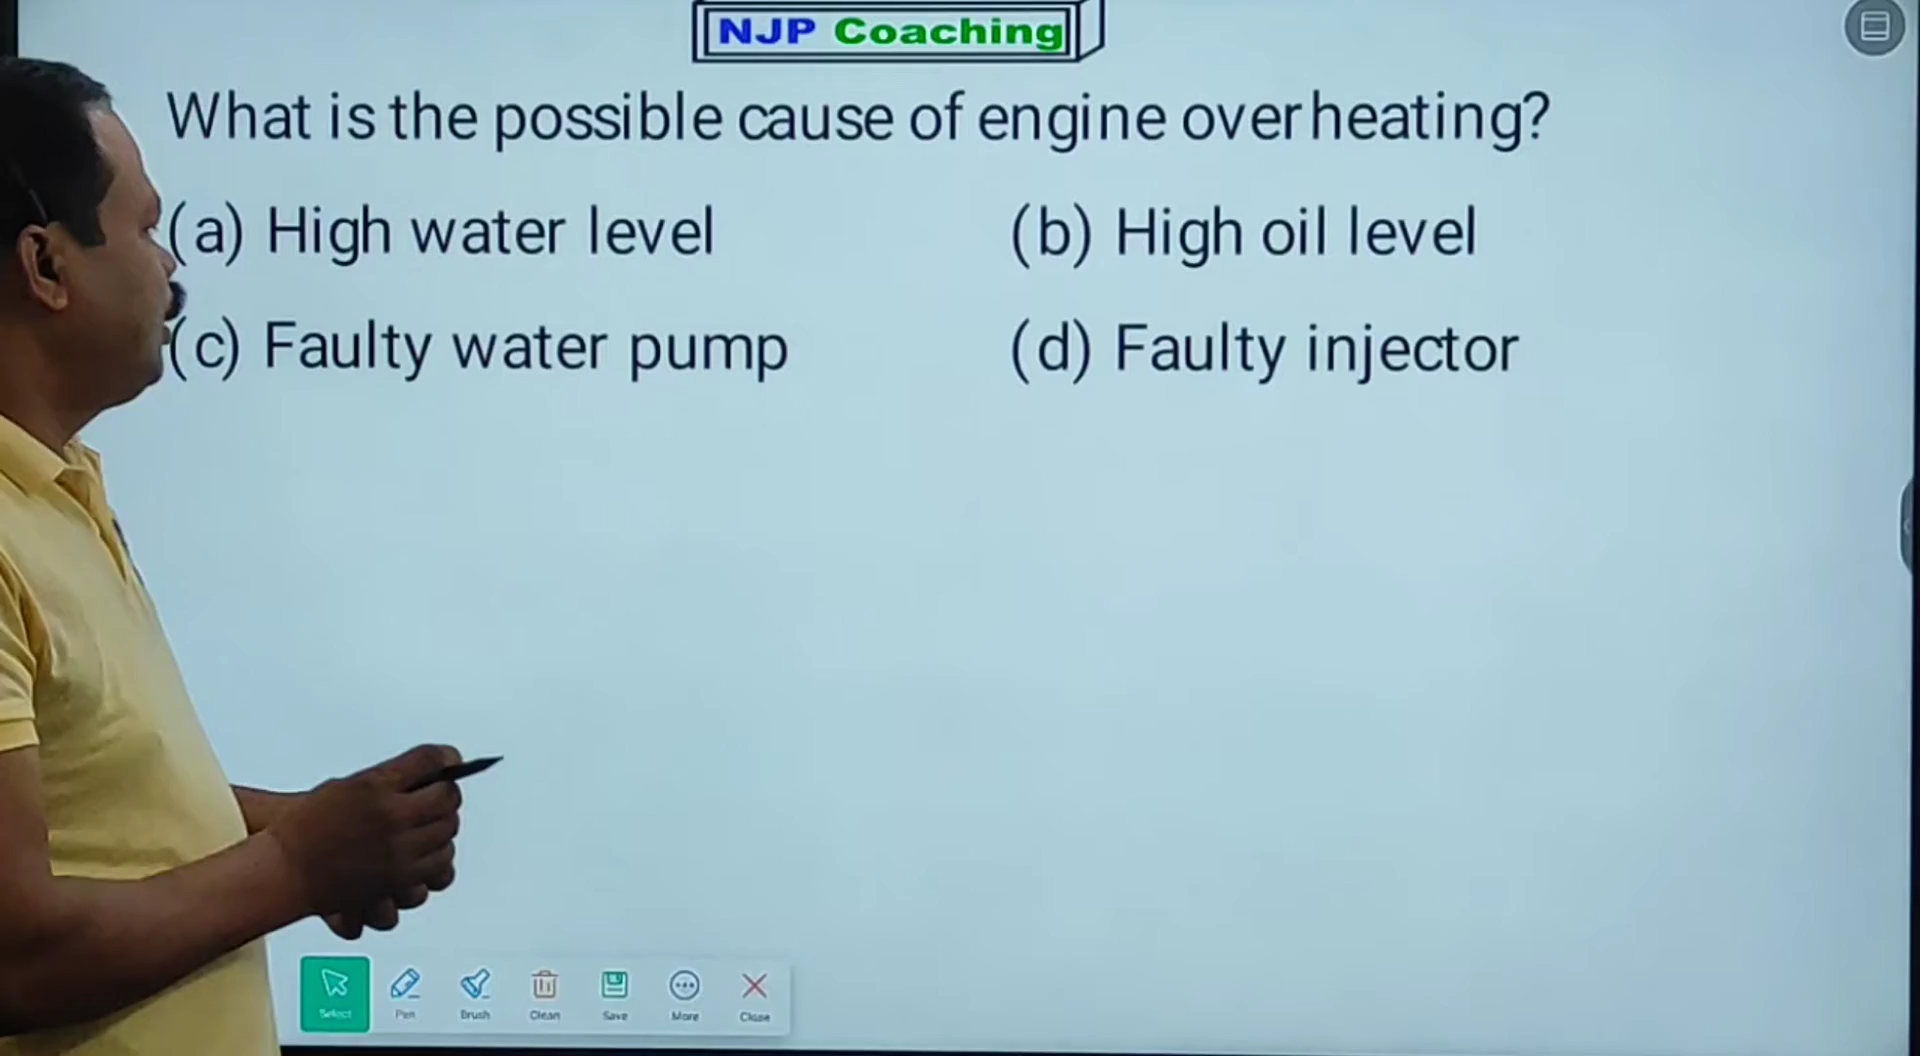 NJP Coaching
What is the possible cause of engine overheating?
(a) High water level (b) High oil level
(c) Faulty water pump (d) Faulty injector
Select Pen Brush Clean Save More Close